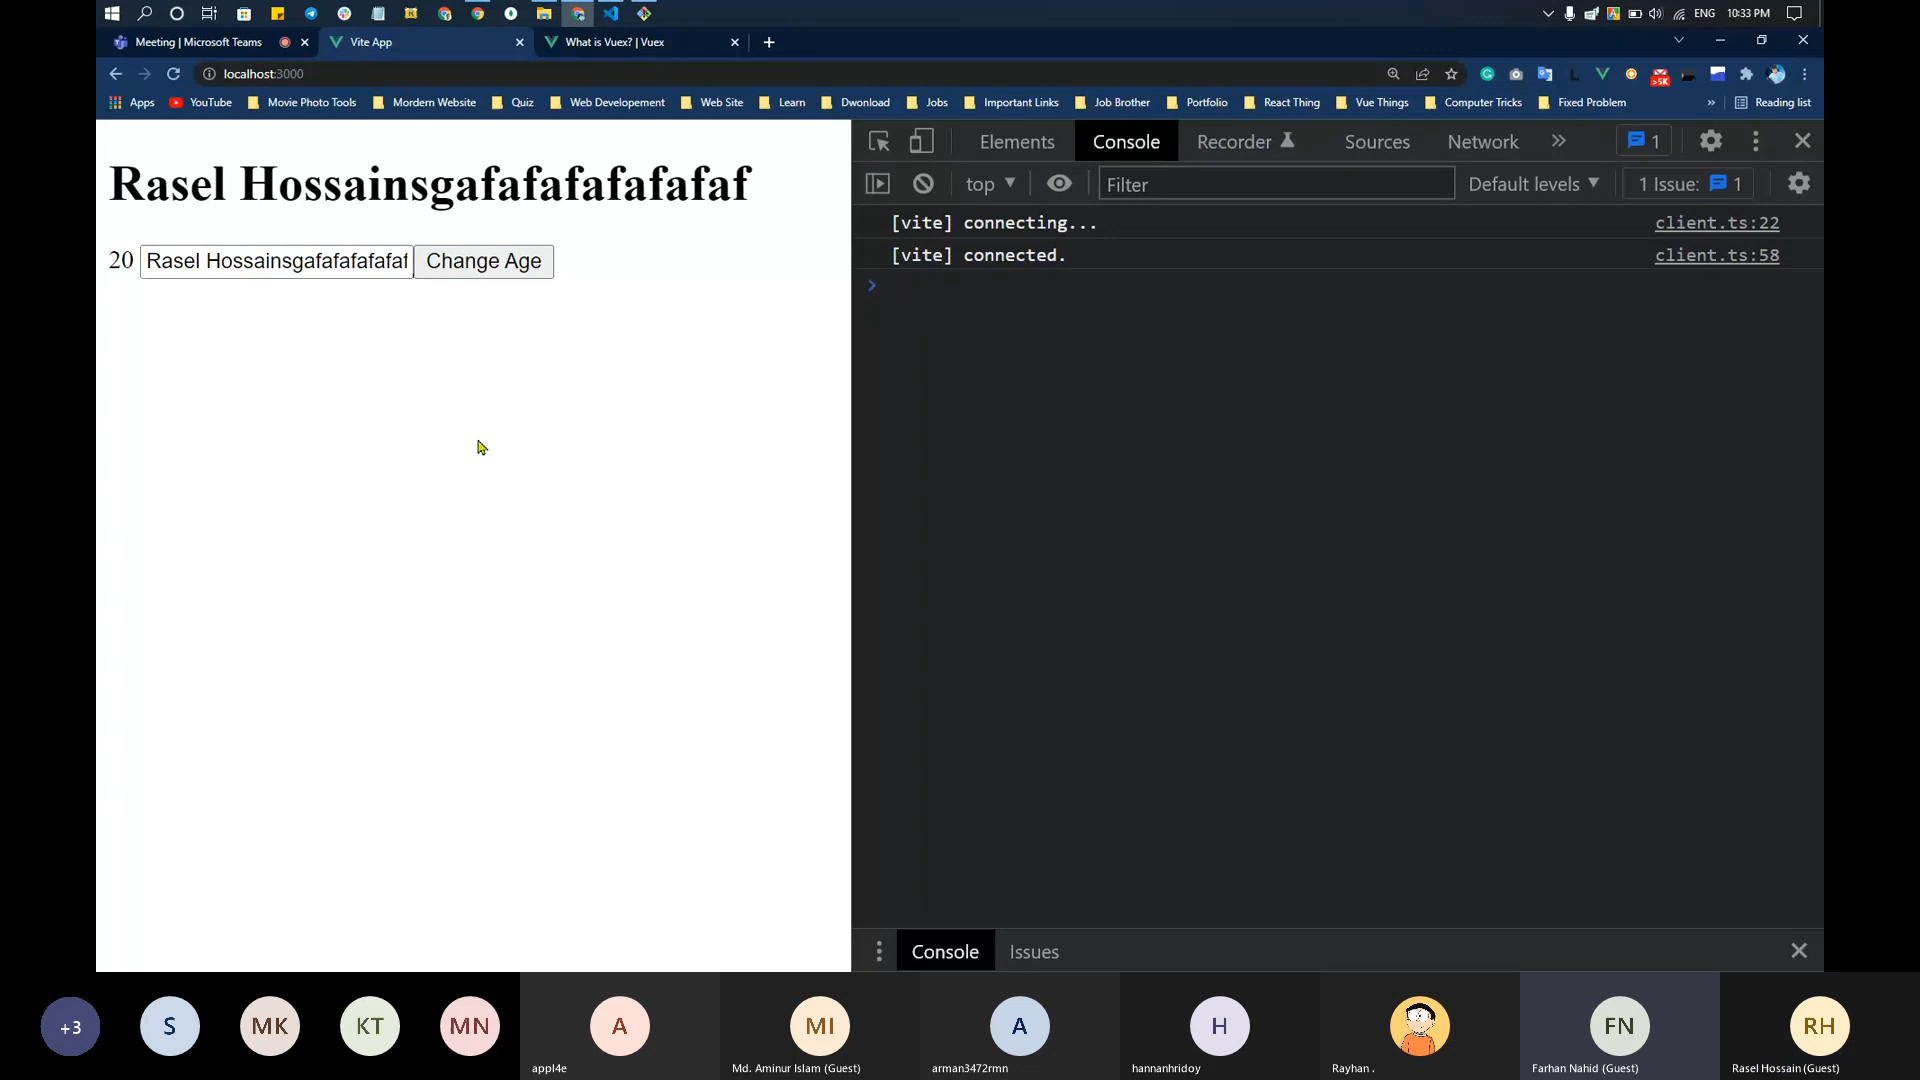 ENG 10:33 PM
Meeting | Microsoft Teams Vite App What is Vuex? | Vuex
localhost:3000
>5K
Apps YouTube Movie Photo Tools Mordern Website Quiz Web Developement Web Site Learn Dwonload Jobs Important Links Job Brother Portfolio React Thing Vue Things Computer Tricks Fixed Problem » Reading list
Elements Console Recorder Sources Network » 1
top Filter Default levels 1 Issue: 1
Rasel Hossainsgafafafafafafaf
20 Rasel Hossainsgafafafafafaf Change Age
[vite] connecting... client.ts:22
[vite] connected. client.ts:58
Console Issues
+3 S MK KT MN A MI A H FN RH
appl4e Md. Aminur Islam (Guest) arman3472rmn hannanhridoy Rayhan . Farhan Nahid (Guest) Rasel Hossain (Guest)